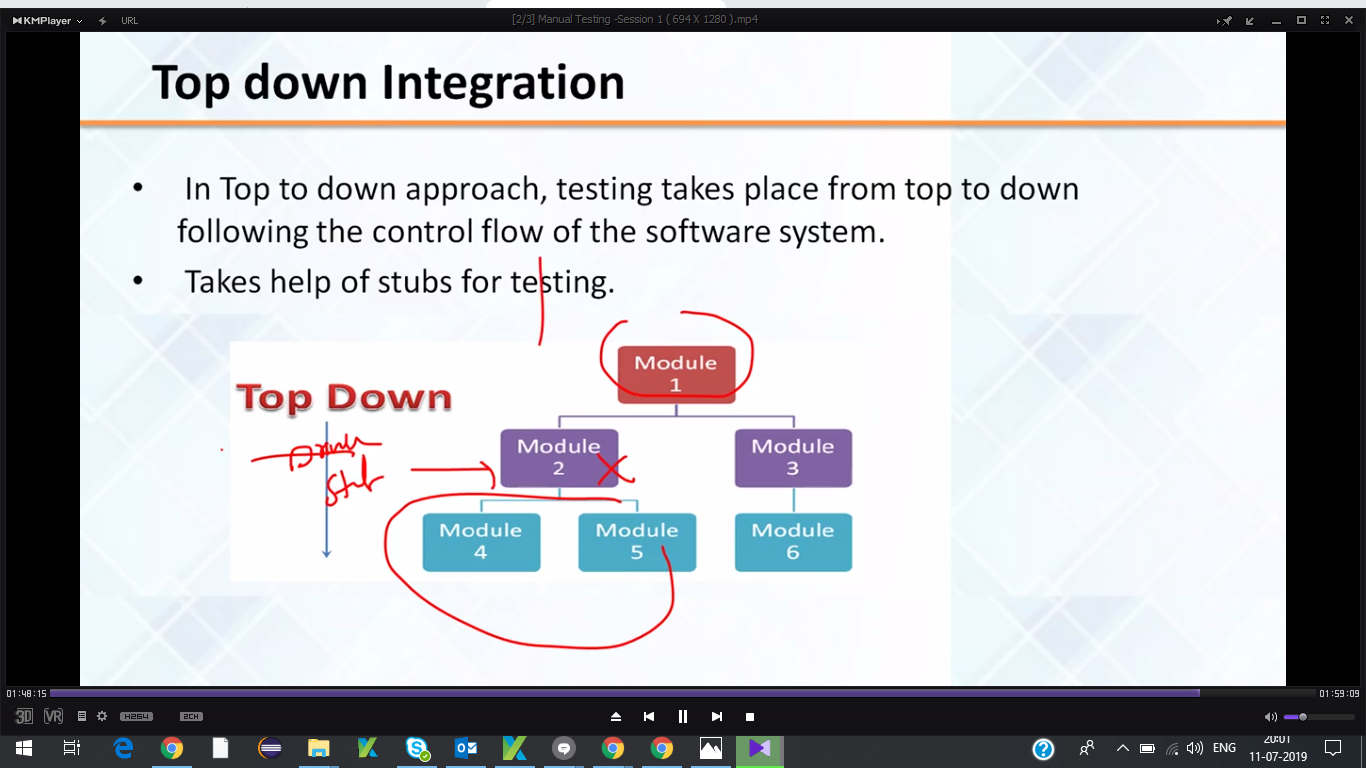 KMPlayer
URL
[2/3] Manual Testing -Session 1 ( 694 X 1280 ).mp4
Top down Integration
• In Top to down approach, testing takes place from top to down
following the control flow of the software system.
• Takes help of stubs for testing.
Module
1
Top Down
Module
2
Module
3
Stub
Module
4
Module
5
Module
6
01:48:15
01:59:09
3D
VR
H264
2CH
ENG
20:01
11-07-2019